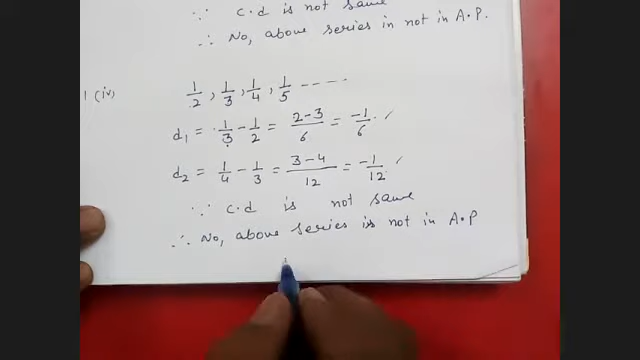 ∵ c.d is not same
∴ No, above series in not in A.P.
1 (iv) 1/2, 1/3, 1/4, 1/5 -----
d₁ = 1/3 - 1/2 = (2-3)/6 = -1/6 ✓
d₂ = 1/4 - 1/3 = (3-4)/12 = -1/12 ✓
∵ c.d is not same
∴ No, above series is not in A.P